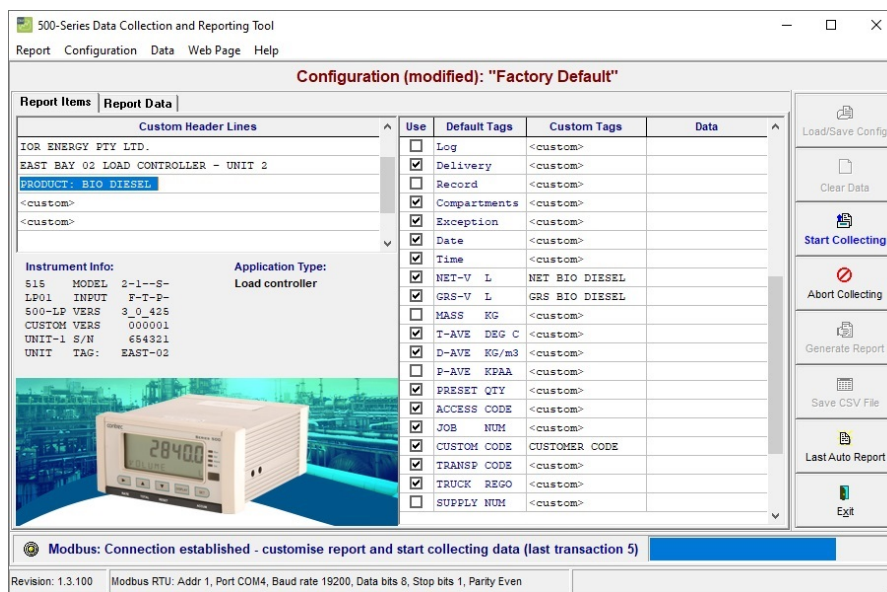 500-Series Data Collection and Reporting Tool
Report Configuration Data Web Page Help
Configuration (modified): "Factory Default"
Report Items Report Data
Custom Header Lines
IOR ENERGY PTY LTD.
EAST BAY 02 LOAD CONTROLLER - UNIT 2
PRODUCT: BIO DIESEL
<custom>
<custom>
Instrument Info:
515 MODEL 2-1--S-
LP01 INPUT F-T-P-
500-LP VERS 3_0_425
CUSTOM VERS 000001
UNIT-1 S/N 654321
UNIT TAG: EAST-02
Application Type:
Load controller
2840.0
VOLUME
Use Default Tags Custom Tags Data
Log <custom>
Delivery <custom>
Record <custom>
Compartments <custom>
Exception <custom>
Date <custom>
Time <custom>
NET-V L NET BIO DIESEL
GRS-V L GRS BIO DIESEL
MASS KG <custom>
T-AVE DEG C <custom>
D-AVE KG/m3 <custom>
P-AVE KPAA <custom>
PRESET QTY <custom>
ACCESS CODE <custom>
JOB NUM <custom>
CUSTOM CODE CUSTOMER CODE
TRANSP CODE <custom>
TRUCK REGO <custom>
SUPPLY NUM <custom>
Load/Save Config
Clear Data
Start Collecting
Abort Collecting
Generate Report
Save CSV File
Last Auto Report
Exit
Modbus: Connection established - customise report and start collecting data (last transaction 5)
Revision: 1.3.100 Modbus RTU: Addr 1, Port COM4, Baud rate 19200, Data bits 8, Stop bits 1, Parity Even